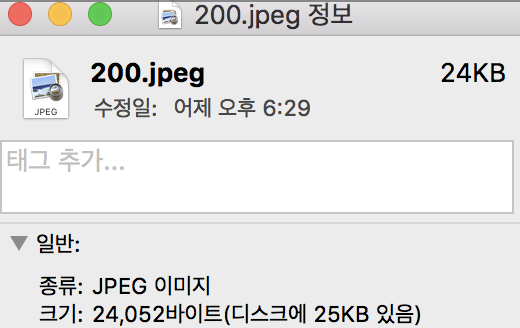 200.jpeg 정보
200.jpeg 24KB
수정일: 어제 오후 6:29
JPEG
태그 추가...
일반:
종류: JPEG 이미지
크기: 24,052바이트(디스크에 25KB 있음)